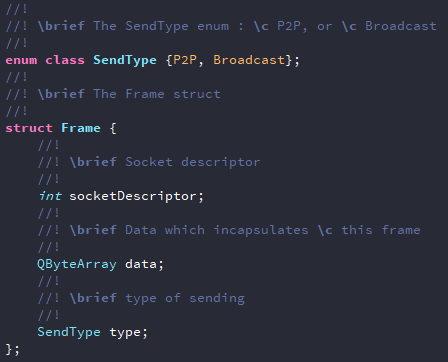 //!
//! \brief The SendType enum : \c P2P, or \c Broadcast
//!
enum class SendType {P2P, Broadcast};
//!
//! \brief The Frame struct
//!
struct Frame {
    //!
    //! \brief Socket descriptor
    //!
    int socketDescriptor;
    //!
    //! \brief Data which incapsulates \c this frame
    //!
    QByteArray data;
    //!
    //! \brief type of sending
    //!
    SendType type;
};